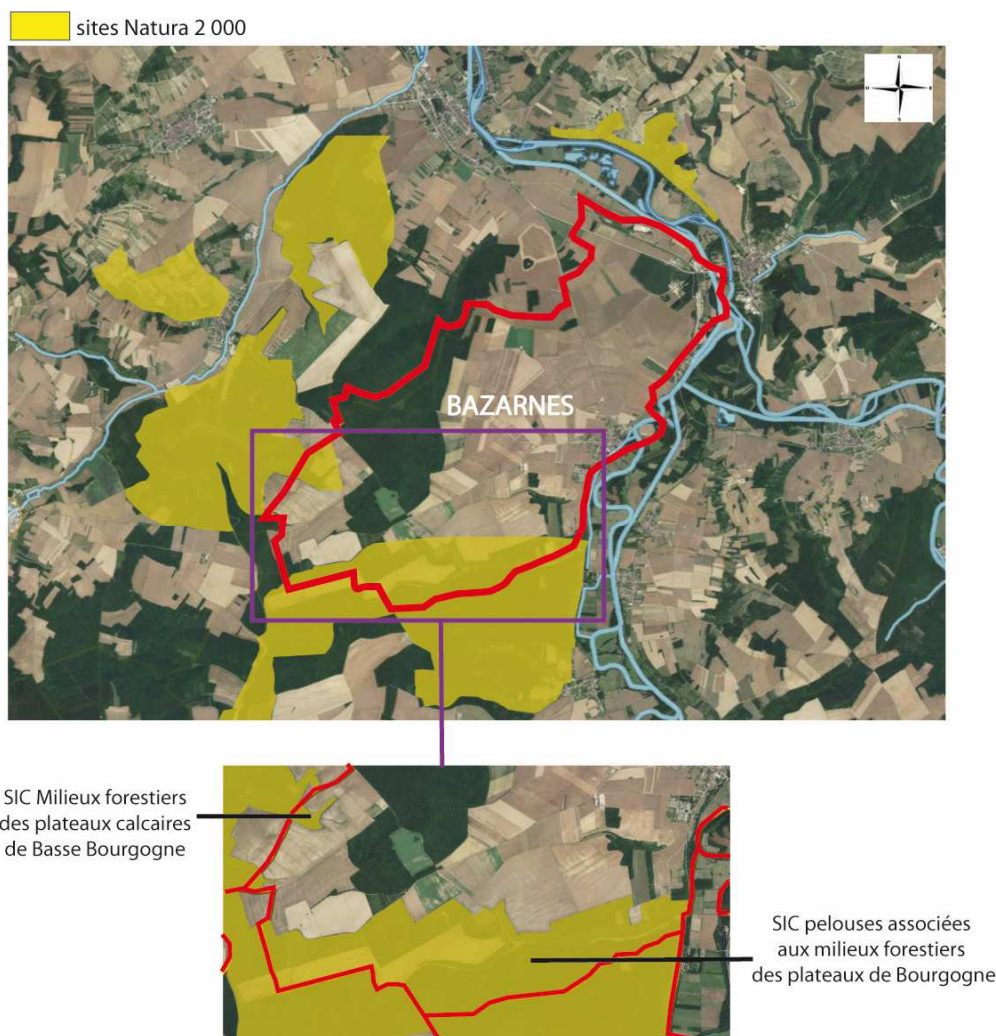 sites Natura 2 000
BAZARNES
SIC Milieux forestiers
des plateaux calcaires
de Basse Bourgogne
SIC pelouses associées
aux milieux forestiers
des plateaux de Bourgogne